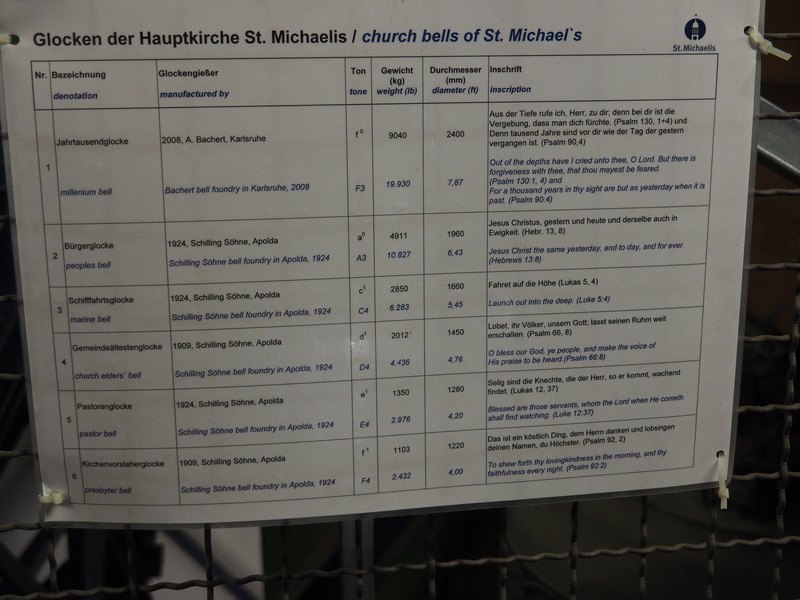 Glocken der Hauptkirche St. Michaelis / church bells of St. Michael`s
St. Michaelis
Nr. Bezeichnung Glockengießer Ton Gewicht (kg) Durchmesser (mm) Inschrift
denotation manufactured by tone weight (lb) diameter (ft) inscription
1 Jahrtausendglocke 2008, A. Bachert, Karlsruhe f⁰ 9040 2400
Aus der Tiefe rufe ich, Herr, zu dir; denn bei dir ist die
Vergebung, dass man dich fürchte. (Psalm 130, 1+4) und
Denn tausend Jahre sind vor dir wie der Tag der gestern
vergangen ist. (Psalm 90,4)
millenium bell Bachert bell foundry in Karlsruhe, 2008 F3 19.930 7,87
Out of the depths have I cried unto thee, O Lord. But there is
forgiveness with thee, that thou mayest be feared.
(Psalm 130:1, 4) and
For a thousand years in thy sight are but as yesterday when it is
past. (Psalm 90:4)
2 Bürgerglocke 1924, Schilling Söhne, Apolda a⁰ 4911 1960
Jesus Christus, gestern und heute und derselbe auch in
Ewigkeit. (Hebr. 13, 8)
peoples bell Schilling Söhne bell foundry in Apolda, 1924 A3 10.827 6,43
Jesus Christ the same yesterday, and to day, and for ever.
(Hebrews 13:8)
3 Schifffahrtsglocke 1924, Schilling Söhne, Apolda c¹ 2850 1660 Fahret auf die Höhe (Lukas 5, 4)
marine bell Schilling Söhne bell foundry in Apolda, 1924 C4 6.283 5,45 Launch out into the deep. (Luke 5:4)
4 Gemeindeältestenglocke 1909, Schilling Söhne, Apolda d¹ 2012 1450
Lobet, ihr Völker, unsern Gott; lasst seinen Ruhm weit
erschallen. (Psalm 66, 8)
church elders` bell Schilling Söhne bell foundry in Apolda, 1924 D4 4.436 4,76
O bless our God, ye people, and make the voice of
His praise to be heard.(Psalm 66:8)
5 Pastorenglocke 1924, Schilling Söhne, Apolda e¹ 1350 1280
Selig sind die Knechte, die der Herr, so er kommt, wachend
findet. (Lukas 12, 37)
pastor bell Schilling Söhne bell foundry in Apolda, 1924 E4 2.976 4,20
Blessed are those servants, whom the Lord when He cometh
shall find watching. (Luke 12:37)
6 Kirchenvorsteherglocke 1909, Schilling Söhne, Apolda f¹ 1103 1220
Das ist ein köstlich Ding, dem Herrn danken und lobsingen
deinen Namen, du Höchster. (Psalm 92, 2)
presbyter bell Schilling Söhne bell foundry in Apolda, 1924 F4 2.432 4,00
To shew forth thy lovingkindness in the morning, and thy
faithfulness every night. (Psalm 92:2)